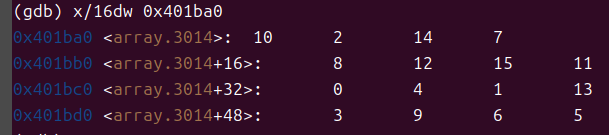 (gdb) x/16dw 0x401ba0
0x401ba0 <array.3014>: 10 2 14 7
0x401bb0 <array.3014+16>: 8 12 15 11
0x401bc0 <array.3014+32>: 0 4 1 13
0x401bd0 <array.3014+48>: 3 9 6 5